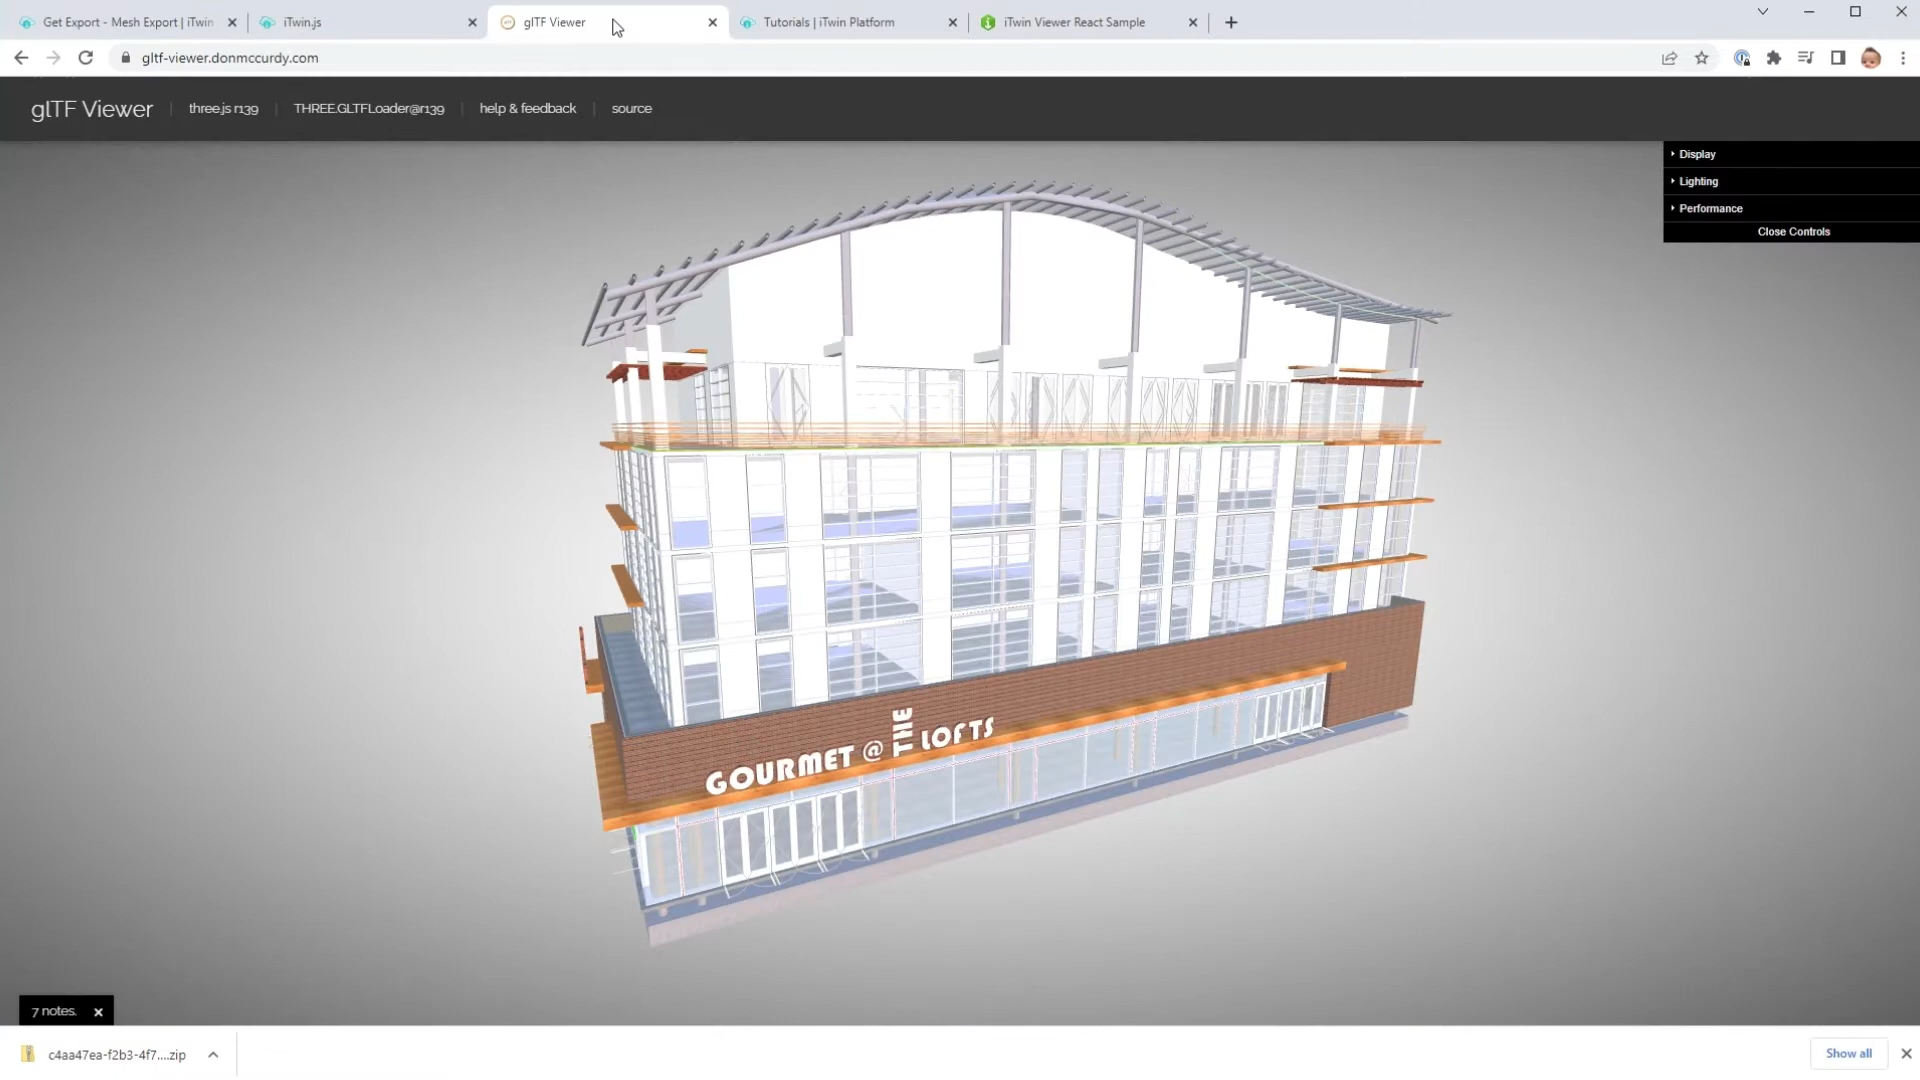 Get Export - Mesh Export | iTwin
iTwin.js
glTF Viewer
Tutorials | iTwin Platform
iTwin Viewer React Sample
gltf-viewer.donmccurdy.com
glTF Viewer | three.js r139 | THREE.GLTFLoader@r139 | help & feedback | source
Display
Lighting
Performance
Close Controls
GOURMET @ THE LOFTS
7 notes.
c4aa47ea-f2b3-4f7....zip
Show all